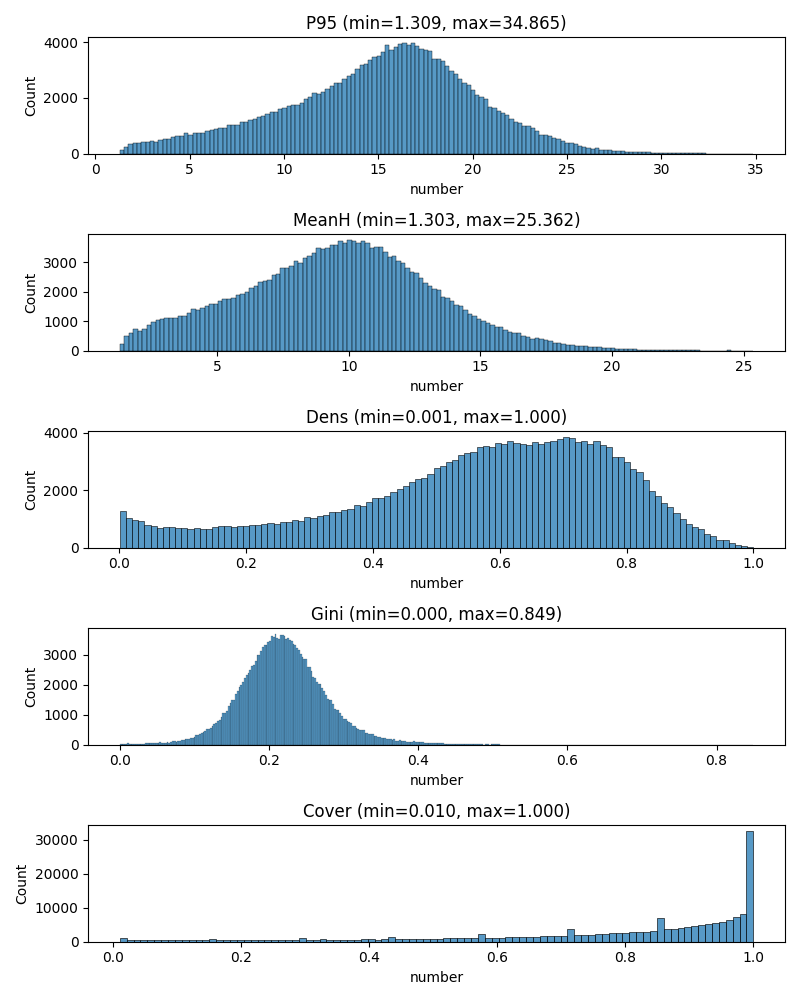 P95 (min=1.309, max=34.865)
4000
2000
0
Count
0 5 10 15 20 25 30 35
number
MeanH (min=1.303, max=25.362)
3000
2000
1000
0
Count
5 10 15 20 25
number
Dens (min=0.001, max=1.000)
4000
2000
0
Count
0.0 0.2 0.4 0.6 0.8 1.0
number
Gini (min=0.000, max=0.849)
3000
2000
1000
0
Count
0.0 0.2 0.4 0.6 0.8
number
Cover (min=0.010, max=1.000)
30000
20000
10000
0
Count
0.0 0.2 0.4 0.6 0.8 1.0
number